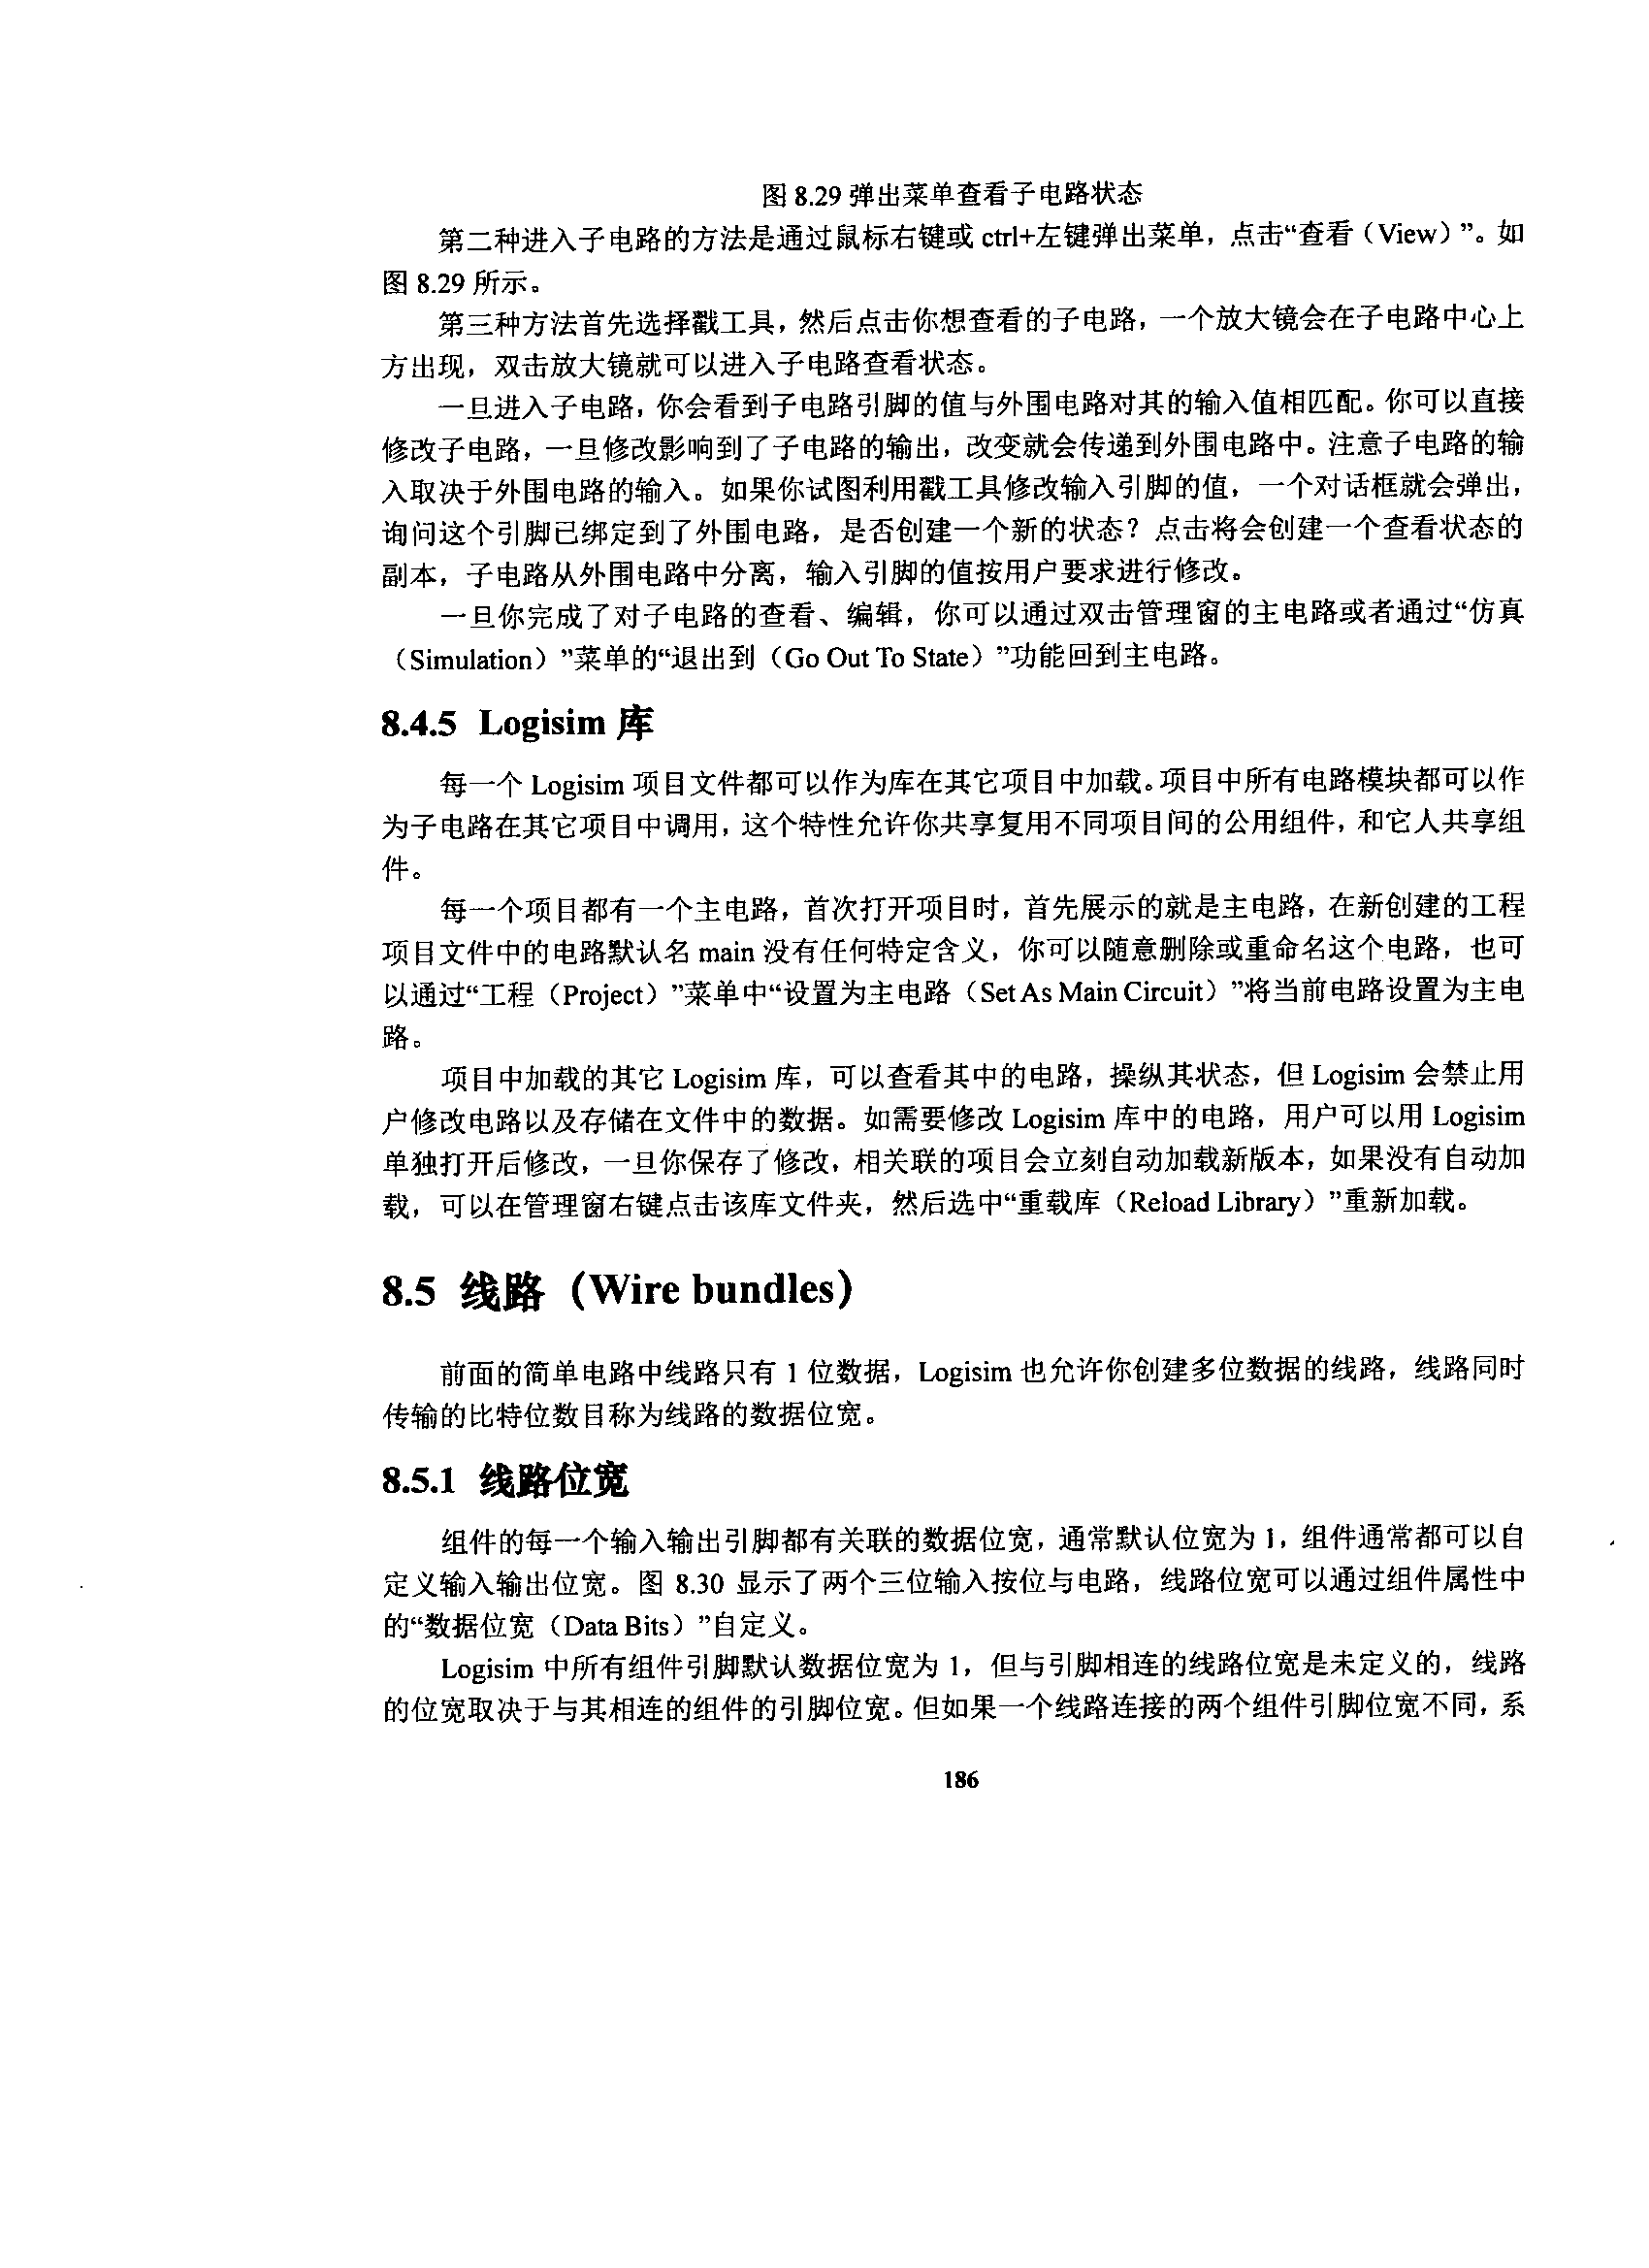 图 8.29 弹出菜单查看子电路状态
第二种进入子电路的方法是通过鼠标右键或 ctrl+左键弹出菜单，点击“查看（View）”。如
图 8.29 所示。
第三种方法首先选择戳工具，然后点击你想查看的子电路，一个放大镜会在子电路中心上
方出现，双击放大镜就可以进入子电路查看状态。
一旦进入子电路，你会看到子电路引脚的值与外围电路对其的输入值相匹配。你可以直接
修改子电路，一旦修改影响到了子电路的输出，改变就会传递到外围电路中。注意子电路的输
入取决于外围电路的输入。如果你试图利用戳工具修改输入引脚的值，一个对话框就会弹出，
询问这个引脚已绑定到了外围电路，是否创建一个新的状态？点击将会创建一个查看状态的
副本，子电路从外围电路中分离，输入引脚的值按用户要求进行修改。
一旦你完成了对子电路的查看、编辑，你可以通过双击管理窗的主电路或者通过“仿真
（Simulation）”菜单的“退出到（Go Out To State）”功能回到主电路。
8.4.5 Logisim 库
每一个 Logisim 项目文件都可以作为库在其它项目中加载。项目中所有电路模块都可以作
为子电路在其它项目中调用，这个特性允许你共享复用不同项目间的公用组件，和它人共享组
件。
每一个项目都有一个主电路，首次打开项目时，首先展示的就是主电路，在新创建的工程
项目文件中的电路默认名 main 没有任何特定含义，你可以随意删除或重命名这个电路，也可
以通过“工程（Project）”菜单中“设置为主电路（Set As Main Circuit）”将当前电路设置为主电
路。
项目中加载的其它 Logisim 库，可以查看其中的电路，操纵其状态，但 Logisim 会禁止用
户修改电路以及存储在文件中的数据。如需要修改 Logisim 库中的电路，用户可以用 Logisim
单独打开后修改，一旦你保存了修改，相关联的项目会立刻自动加载新版本，如果没有自动加
载，可以在管理窗右键点击该库文件夹，然后选中“重载库（Reload Library）”重新加载。
8.5 线路（Wire bundles）
前面的简单电路中线路只有 1 位数据，Logisim 也允许你创建多位数据的线路，线路同时
传输的比特位数目称为线路的数据位宽。
8.5.1 线路位宽
组件的每一个输入输出引脚都有关联的数据位宽，通常默认位宽为 1，组件通常都可以自
定义输入输出位宽。图 8.30 显示了两个三位输入按位与电路，线路位宽可以通过组件属性中
的“数据位宽（Data Bits）”自定义。
Logisim 中所有组件引脚默认数据位宽为 1，但与引脚相连的线路位宽是未定义的，线路
的位宽取决于与其相连的组件的引脚位宽。但如果一个线路连接的两个组件引脚位宽不同，系
186